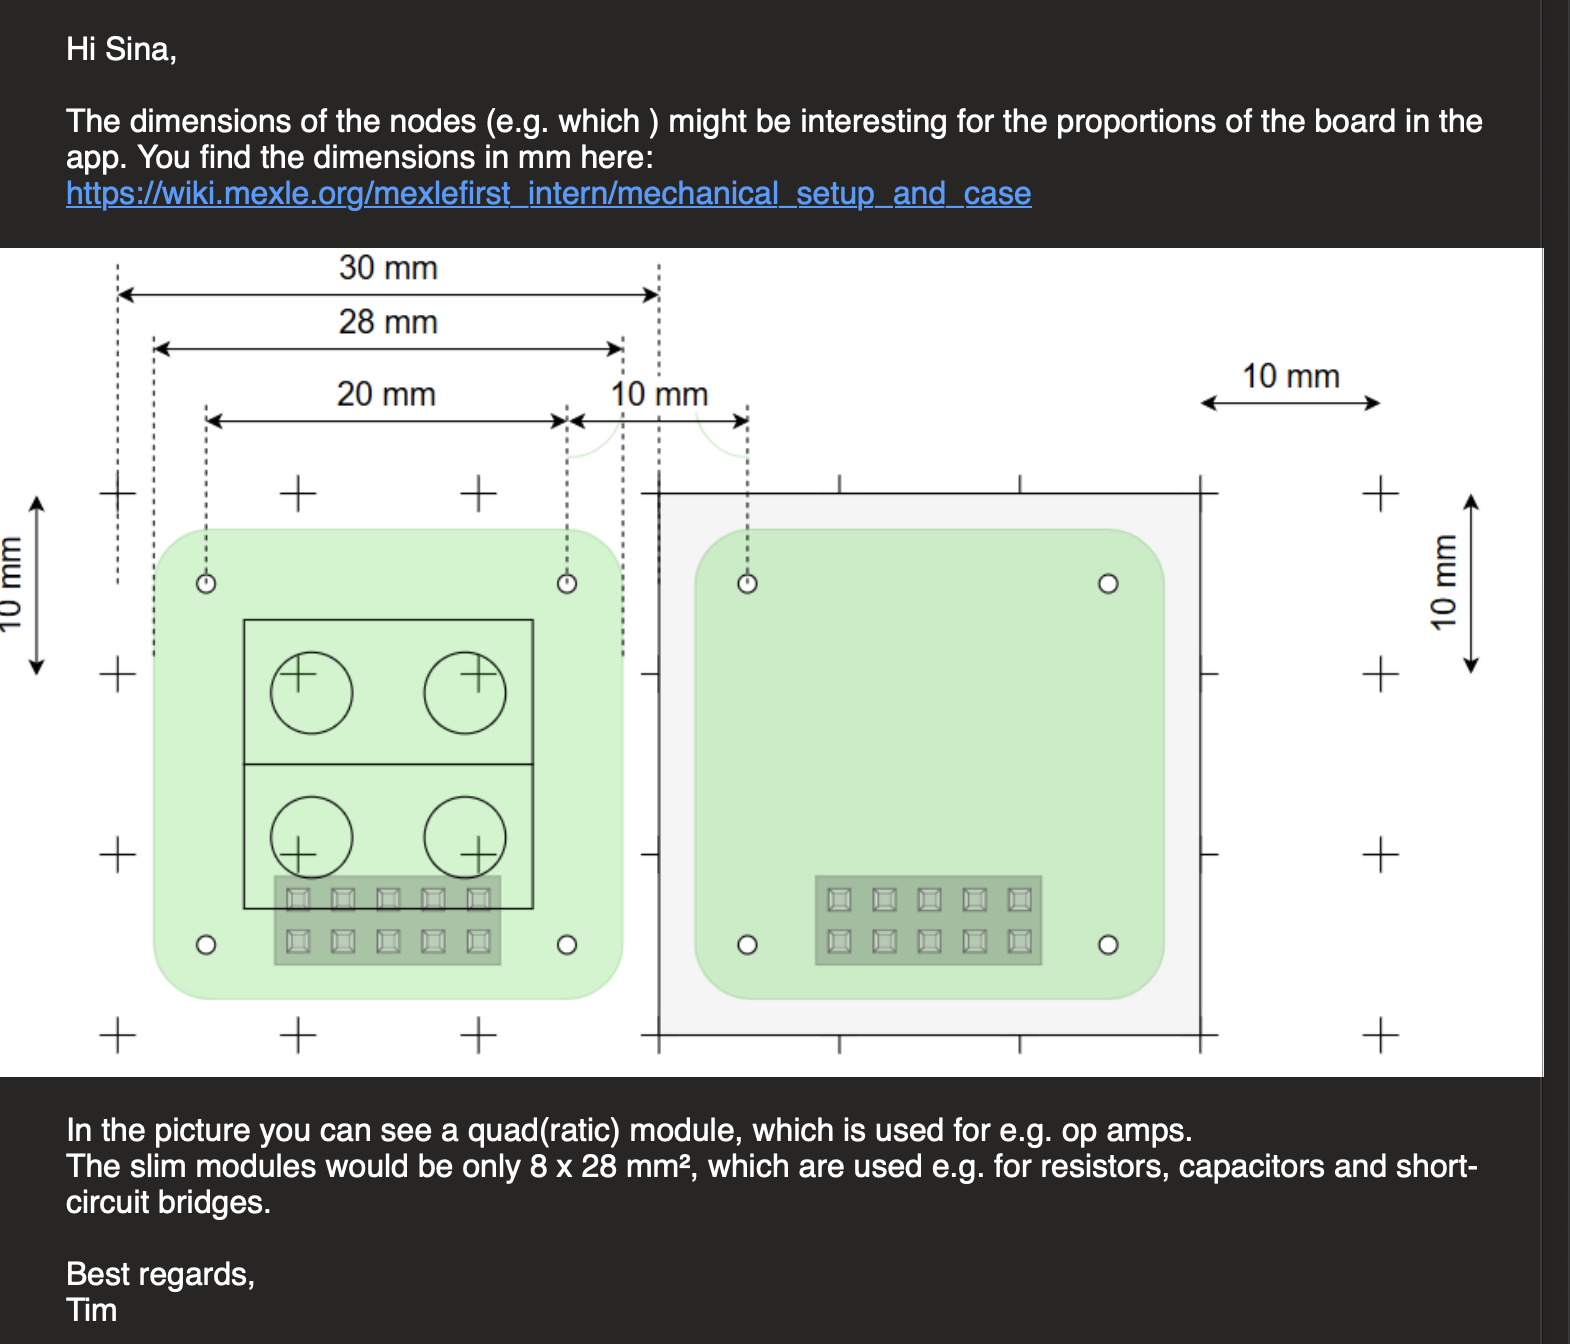 Hi Sina,
The dimensions of the nodes (e.g. which ) might be interesting for the proportions of the board in the
app. You find the dimensions in mm here:
https://wiki.mexle.org/mexlefirst_intern/mechanical_setup_and_case
30 mm
28 mm
20 mm
10 mm
10 mm
10 mm
10 mm
In the picture you can see a quad(ratic) module, which is used for e.g. op amps.
The slim modules would be only 8 x 28 mm², which are used e.g. for resistors, capacitors and short-
circuit bridges.
Best regards,
Tim